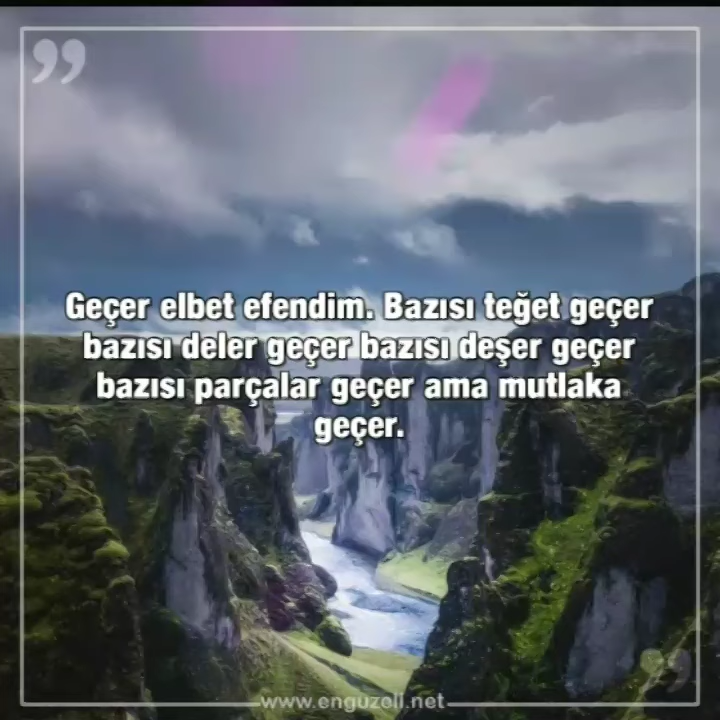 Geçer elbet efendim. Bazısı teğet geçer
bazısı deler geçer bazısı deşer geçer
bazısı parçalar geçer ama mutlaka
geçer.
www.enguzeli.net